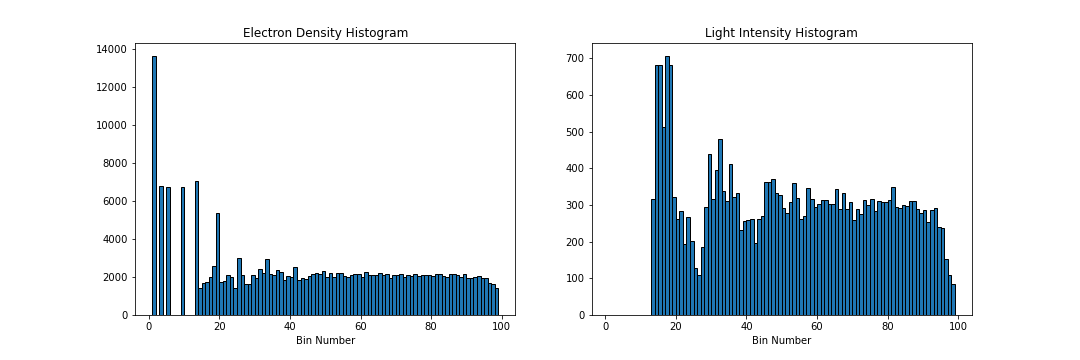 Electron Density Histogram
14000
12000
10000
8000
6000
4000
2000
0
0 20 40 60 80 100
Bin Number
Light Intensity Histogram
700
600
500
400
300
200
100
0
0 20 40 60 80 100
Bin Number